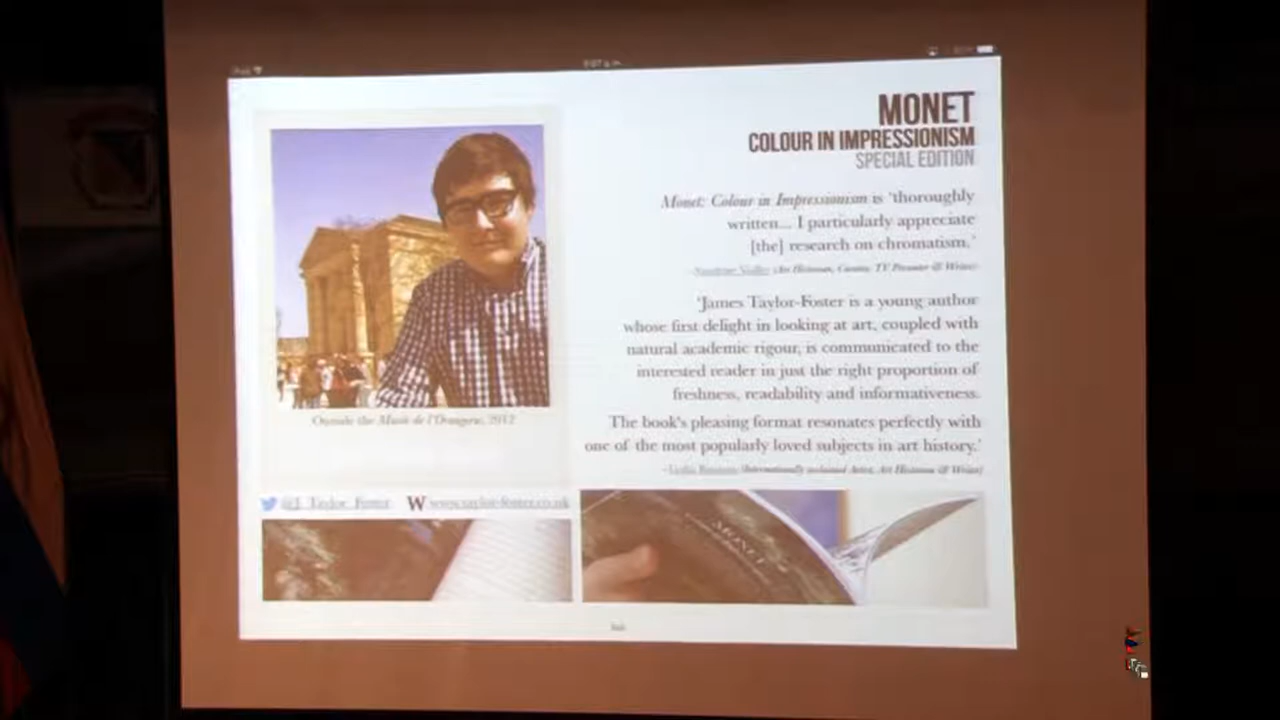 MONET
COLOUR IN IMPRESSIONISM
SPECIAL EDITION
Monet: Colour in Impressionism is 'thoroughly
written... I particularly appreciate
[the] research on chromatism.'
(Art Historian, Curator, TV Presenter & Writer)
'James Taylor-Foster is a young author
whose first delight in looking at art, coupled with
natural academic rigour, is communicated to the
interested reader in just the right proportion of
freshness, readability and informativeness.
The book's pleasing format resonates perfectly with
one of the most popularly loved subjects in art history.'
(Internationally acclaimed Artist, Art Historian & Writer)
Outside the Musée de l'Orangerie, 2012
@J_Taylor_Foster W www.taylor-foster.co.uk
MONET